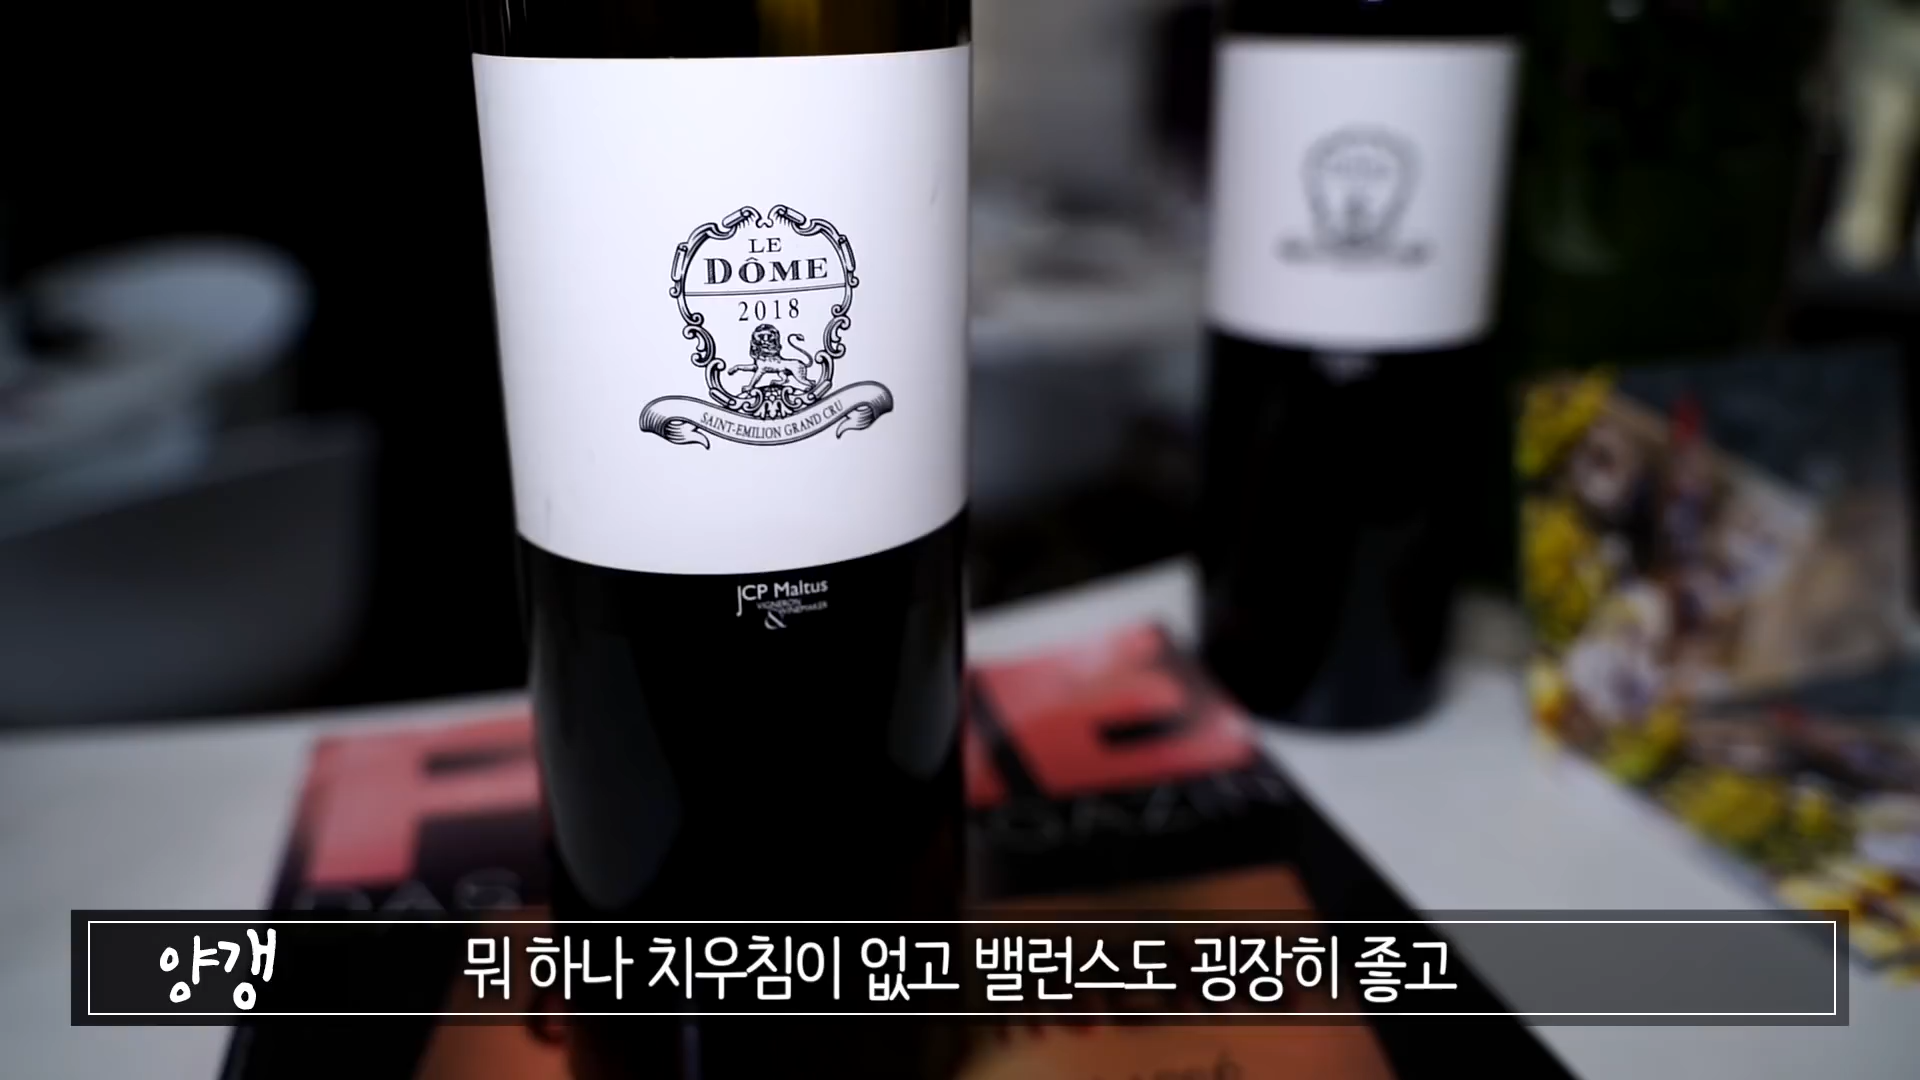 LE
DÔME
2018
SAINT-EMILION GRAND CRU
JCP Maltus
VIGNERON
& WINEMAKER
DAS
양갱
뭐 하나 치우침이 없고 밸런스도 굉장히 좋고